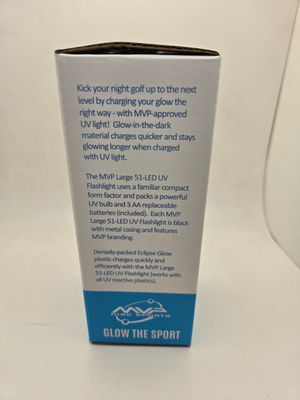 Kick your night golf up to the next
level by charging your glow the
right way - with MVP-approved
UV light! Glow-in-the-dark
material charges quicker and stays
glowing longer when charged
with UV light.
The MVP Large 51-LED UV
Flashlight uses a familiar compact
form factor and packs a powerful
UV bulb and 3 AA replaceable
batteries (included). Each MVP
Large 51-LED UV Flashlight is black
with metal casing and features
MVP branding.
Densely-packed Eclipse Glow
plastic charges quickly and
efficiently with the MVP Large
51-LED UV Flashlight (works with
all UV reactive plastics).
MVP
DISC SPORTS
GLOW THE SPORT